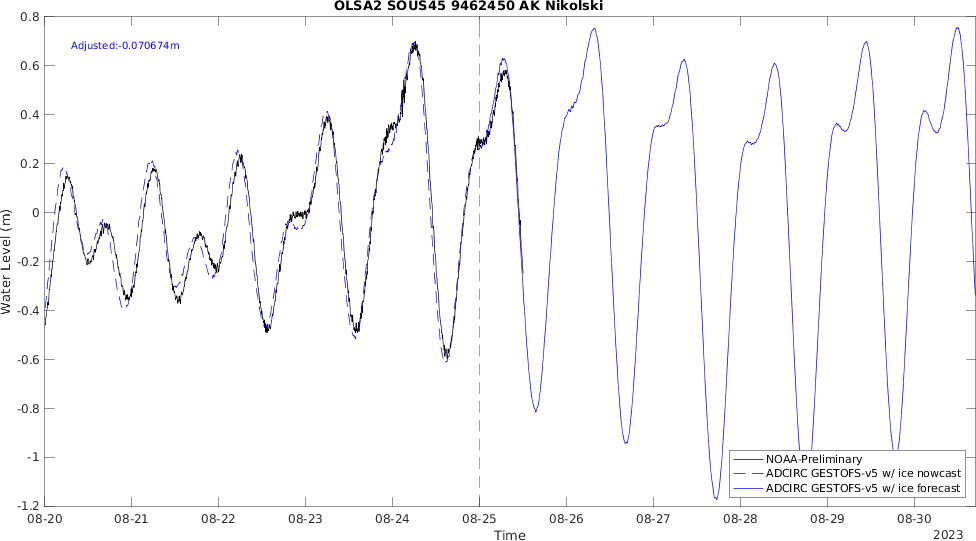 OLSA2 SOUS45 9462450 AK Nikolski
Adjusted:-0.070674m
Water Level (m)
0.8
0.6
0.4
0.2
0
-0.2
-0.4
-0.6
-0.8
-1
-1.2
NOAA-Preliminary
ADCIRC GESTOFS-v5 w/ ice nowcast
ADCIRC GESTOFS-v5 w/ ice forecast
08-20 08-21 08-22 08-23 08-24 08-25 08-26 08-27 08-28 08-29 08-30
Time
2023